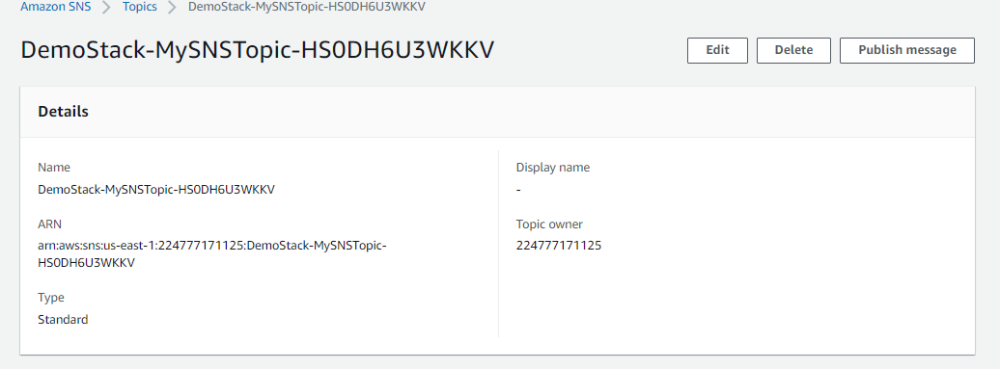 Amazon SNS > Topics > DemoStack-MySNSTopic-HS0DH6U3WKKV
DemoStack-MySNSTopic-HS0DH6U3WKKV
Edit
Delete
Publish message
Details
Name
DemoStack-MySNSTopic-HS0DH6U3WKKV
ARN
arn:aws:sns:us-east-1:224777171125:DemoStack-MySNSTopic-
HS0DH6U3WKKV
Type
Standard
Display name
-
Topic owner
224777171125